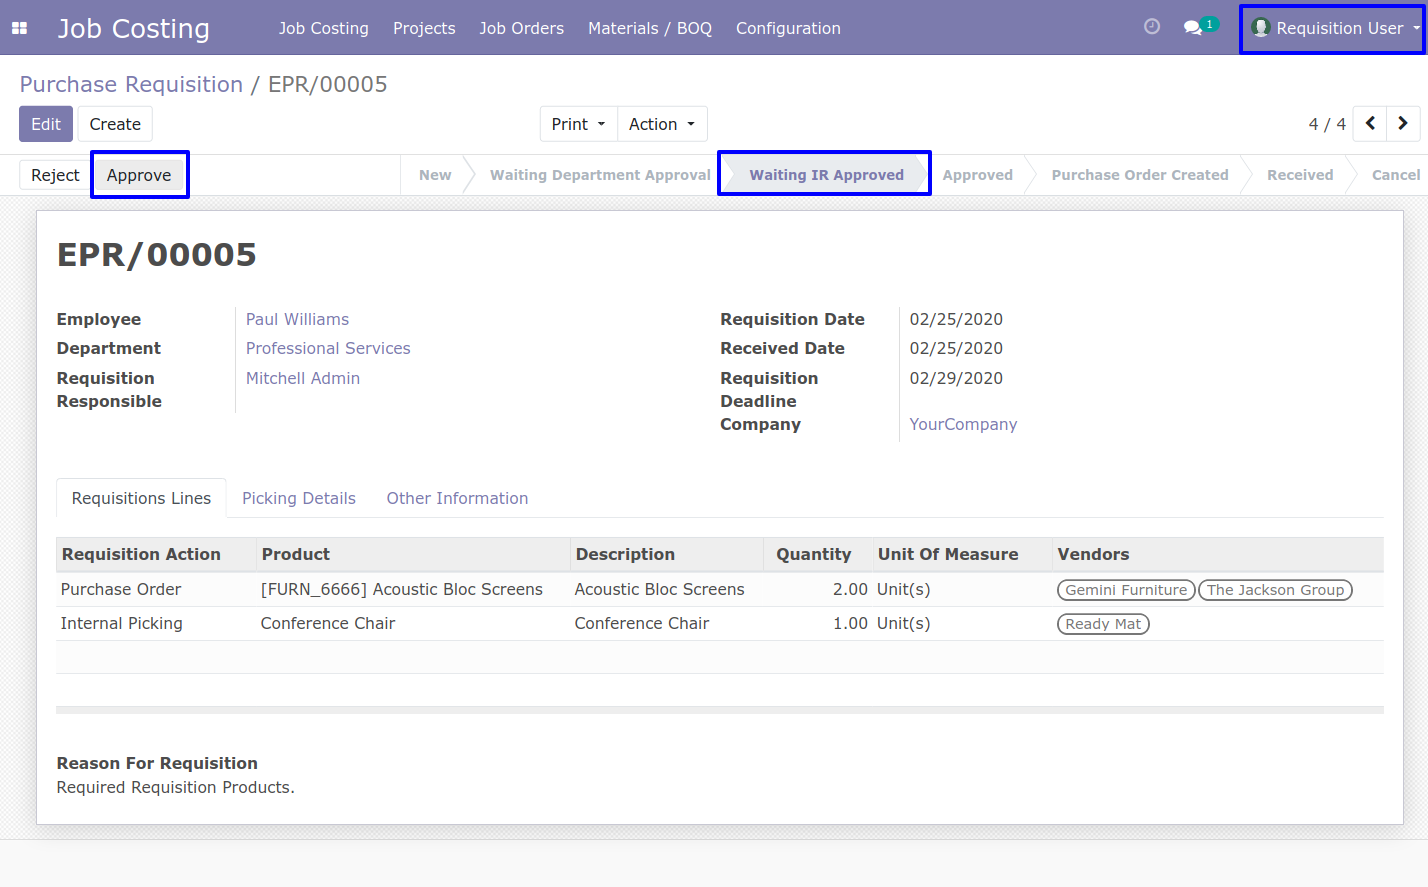 Job Costing Job Costing Projects Job Orders Materials / BOQ Configuration 1 Requisition User
Purchase Requisition / EPR/00005
Edit Create Print Action 4 / 4
Reject Approve New Waiting Department Approval Waiting IR Approved Approved Purchase Order Created Received Cancel
EPR/00005
Employee Paul Williams Requisition Date 02/25/2020
Department Professional Services Received Date 02/25/2020
Requisition Mitchell Admin Requisition 02/29/2020
Responsible Deadline
Company YourCompany
Requisitions Lines Picking Details Other Information
Requisition Action Product Description Quantity Unit Of Measure Vendors
Purchase Order [FURN_6666] Acoustic Bloc Screens Acoustic Bloc Screens 2.00 Unit(s) Gemini Furniture The Jackson Group
Internal Picking Conference Chair Conference Chair 1.00 Unit(s) Ready Mat
Reason For Requisition
Required Requisition Products.